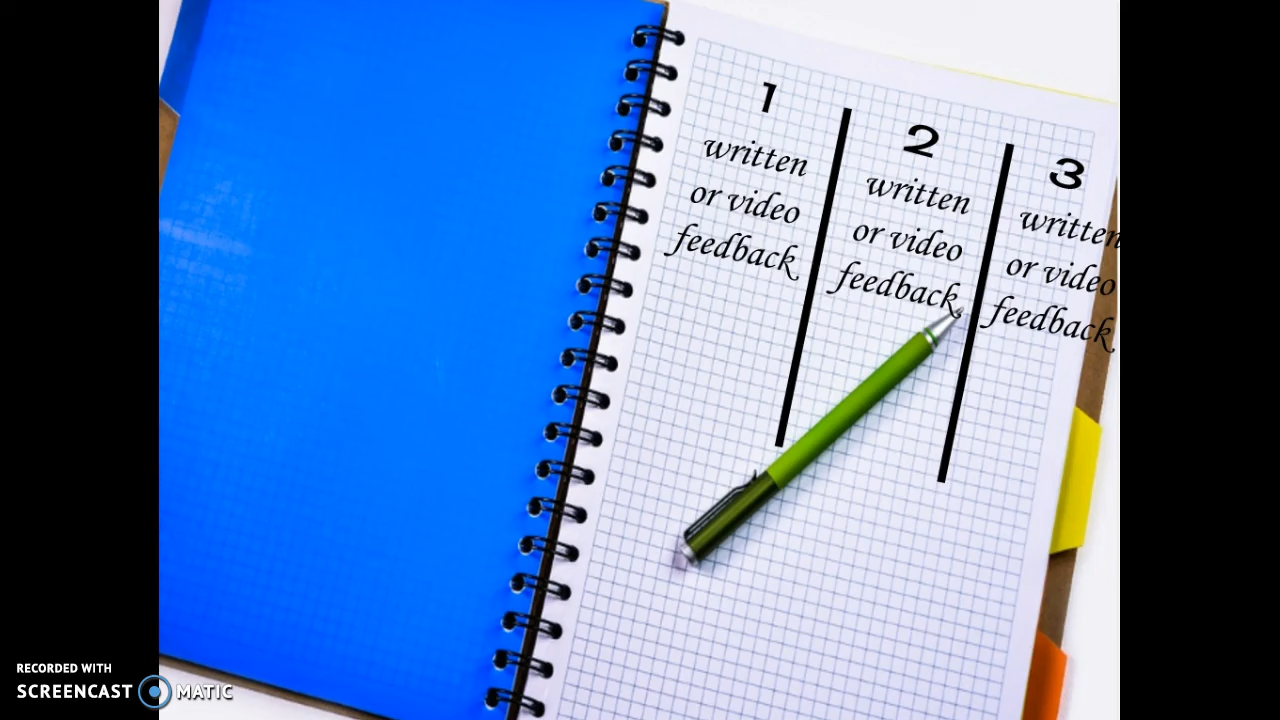 1
written
or video
feedback
2
written
or video
feedback
3
written
or video
feedback
RECORDED WITH
SCREENCAST MATIC